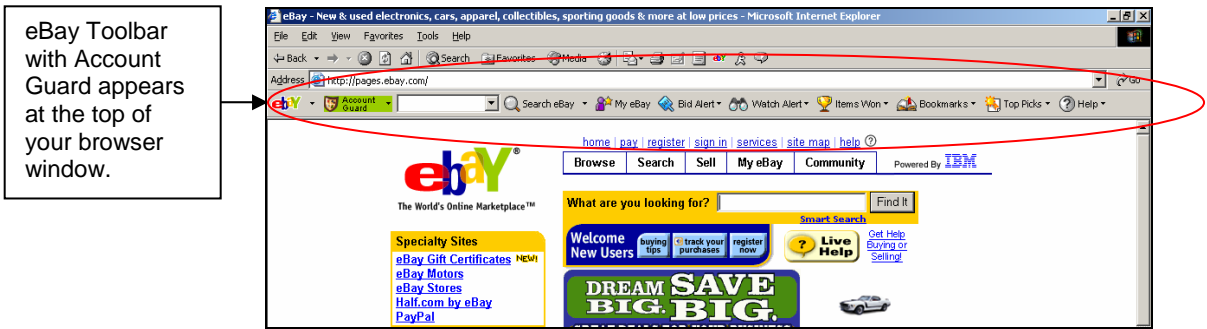 eBay Toolbar
with Account
Guard appears
at the top of
your browser
window.
eBay - New & used electronics, cars, apparel, collectibles, sporting goods & more at low prices - Microsoft Internet Explorer
File Edit View Favorites Tools Help
Back Search Favorites Media
Address http://pages.ebay.com/ Go
ebY Account Guard Search eBay My eBay Bid Alert Watch Alert Items Won Bookmarks Top Picks Help
home | pay | register | sign in | services | site map | help
Browse Search Sell My eBay Community Powered By IBM
ebaY®
The World's Online Marketplace™
What are you looking for? Find It
Smart Search
Welcome New Users
buying tips
track your purchases
register now
Live Help
Get Help
Buying or
Selling!
Specialty Sites
eBay Gift Certificates NEW!
eBay Motors
eBay Stores
Half.com by eBay
PayPal
DREAM SAVE
BIG. BIG.